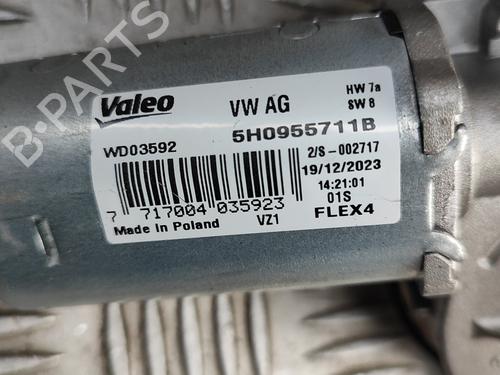 B-PARTS
Valeo
VW AG
HW 7a
SW 8
5H0955711B
WD03592
2/S-002717
19/12/2023
14:21:01
01S
7 717004 035923
VZ1
FLEX4
Made in Poland